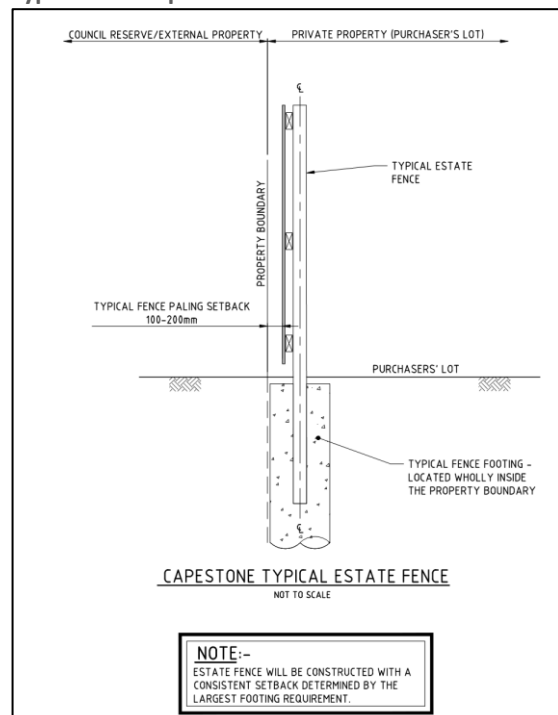 COUNCIL RESERVE/EXTERNAL PROPERTY
PRIVATE PROPERTY (PURCHASER'S LOT)
℄
TYPICAL ESTATE
FENCE
PROPERTY BOUNDARY
TYPICAL FENCE PALING SETBACK
100-200mm
PURCHASERS' LOT
TYPICAL FENCE FOOTING -
LOCATED WHOLLY INSIDE
THE PROPERTY BOUNDARY
℄
CAPESTONE TYPICAL ESTATE FENCE
NOT TO SCALE
NOTE:-
ESTATE FENCE WILL BE CONSTRUCTED WITH A
CONSISTENT SETBACK DETERMINED BY THE
LARGEST FOOTING REQUIREMENT.